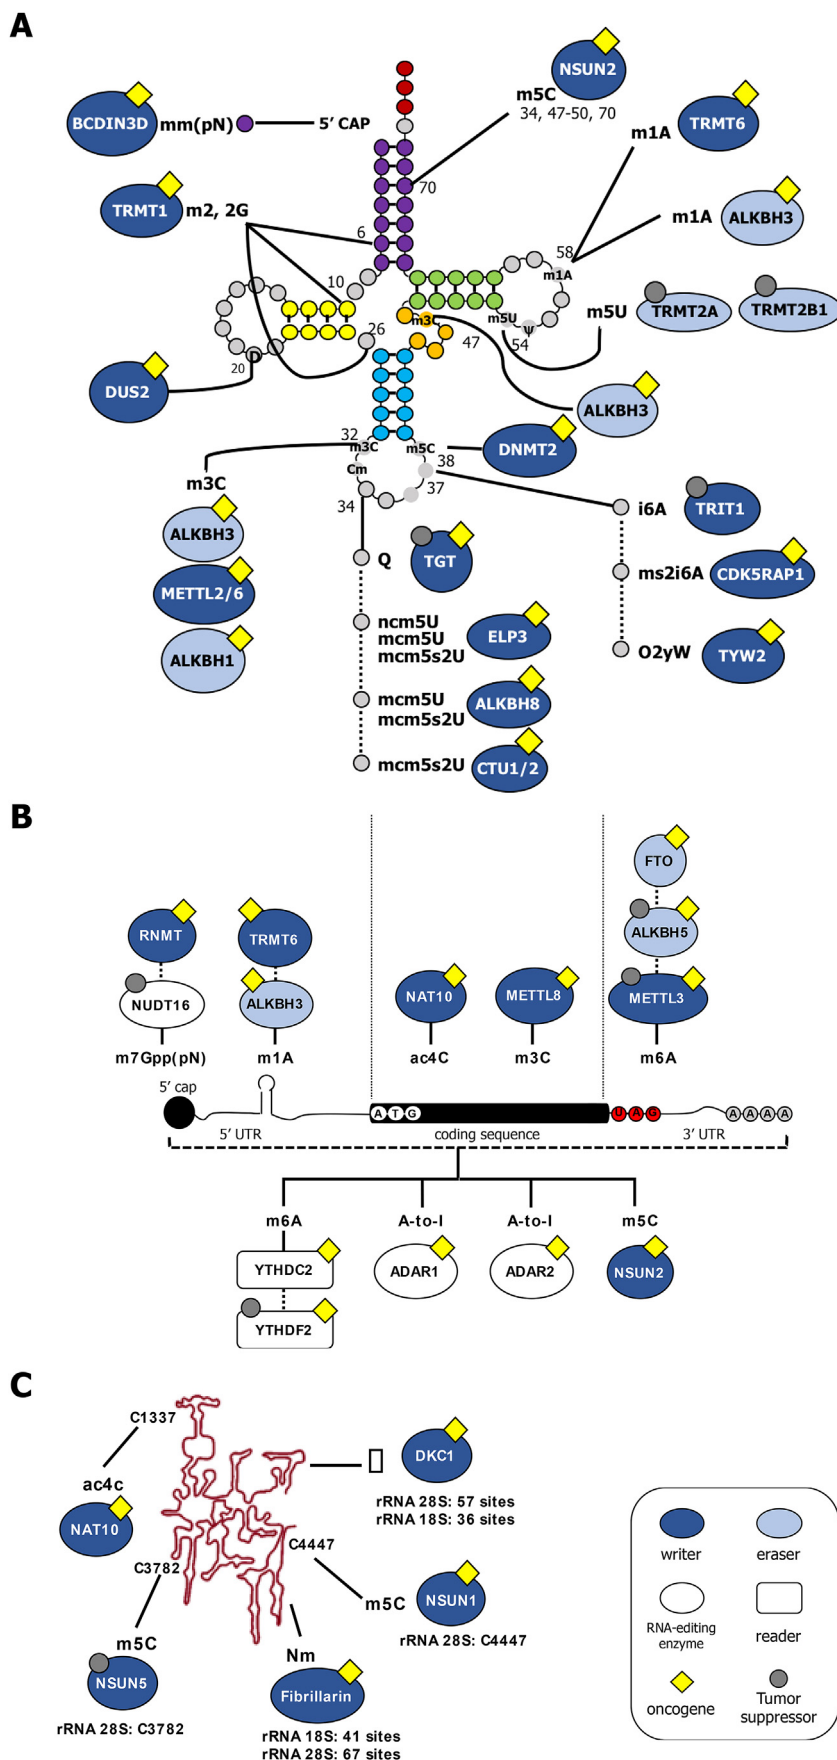 A
BCDIN3D
mm(pN)
5′ CAP
NSUN2
m5C
34, 47-50, 70
m1A
TRMT6
TRMT1
m2, 2G
70
6
m1A
ALKBH3
58
m1A
10
m5U
TRMT2A
TRMT2B1
m3C
m5U
ψ
54
47
26
D
20
DUS2
ALKBH3
32
m3C
m5C
38
DNMT2
Cm
37
34
m3C
ALKBH3
METTL2/6
ALKBH1
Q
TGT
i6A
TRIT1
ms2i6A
CDK5RAP1
O2yW
TYW2
ncm5U
mcm5U
mcm5s2U
ELP3
mcm5U
mcm5s2U
ALKBH8
mcm5s2U
CTU1/2
B
FTO
ALKBH5
METTL3
m6A
RNMT
NUDT16
m7Gpp(pN)
TRMT6
ALKBH3
m1A
NAT10
ac4C
METTL8
m3C
5′ cap
A T G
U A G
A A A A
5′ UTR
coding sequence
3′ UTR
m6A
A-to-I
A-to-I
m5C
YTHDC2
ADAR1
ADAR2
NSUN2
YTHDF2
C
C1337
ac4c
NAT10
DKC1
rRNA 28S: 57 sites
rRNA 18S: 36 sites
C4447
C3782
m5C
NSUN1
rRNA 28S: C4447
m5C
NSUN5
rRNA 28S: C3782
Nm
Fibrillarin
rRNA 18S: 41 sites
rRNA 28S: 67 sites
writer
eraser
RNA-editing
enzyme
reader
oncogene
Tumor
suppressor